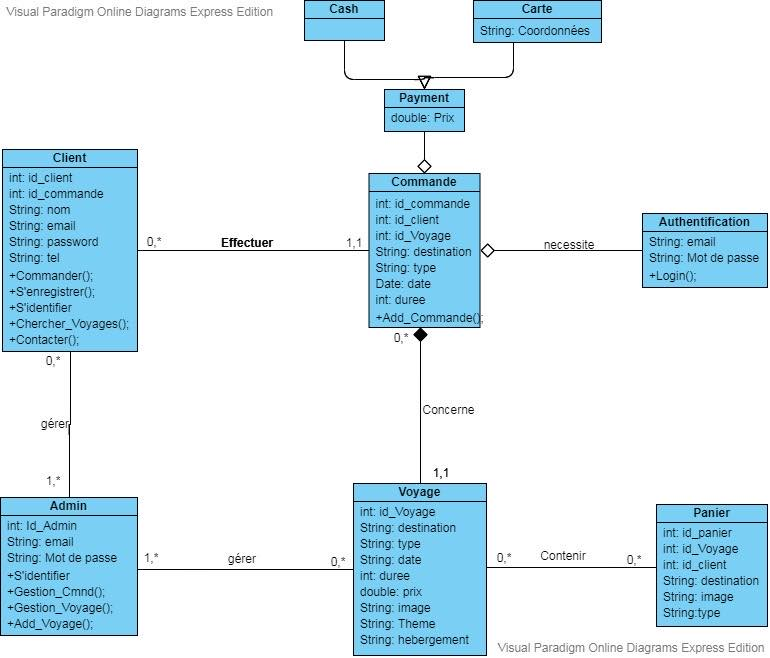 Visual Paradigm Online Diagrams Express Edition
Cash
Carte
String: Coordonnées
Payment
double: Prix
Client
int: id_client
int: id_commande
String: nom
String: email
String: password
String: tel
+Commander();
+S'enregistrer();
+S'identifier
+Chercher_Voyages();
+Contacter();
0,*
Effectuer
1,1
Commande
int: id_commande
int: id_client
int: id_Voyage
String: destination
String: type
Date: date
int: duree
+Add_Commande();
necessite
Authentification
String: email
String: Mot de passe
+Login();
0,*
gérer
1,*
0,*
Concerne
1,1
Admin
int: Id_Admin
String: email
String: Mot de passe
+S'identifier
+Gestion_Cmnd();
+Gestion_Voyage();
+Add_Voyage();
1,*
gérer
0,*
Voyage
int: id_Voyage
String: destination
String: type
String: date
int: duree
double: prix
String: image
String: Theme
String: hebergement
0,*
Contenir
0,*
Panier
int: id_panier
int: id_Voyage
int: id_client
String: destination
String: image
String:type
Visual Paradigm Online Diagrams Express Edition